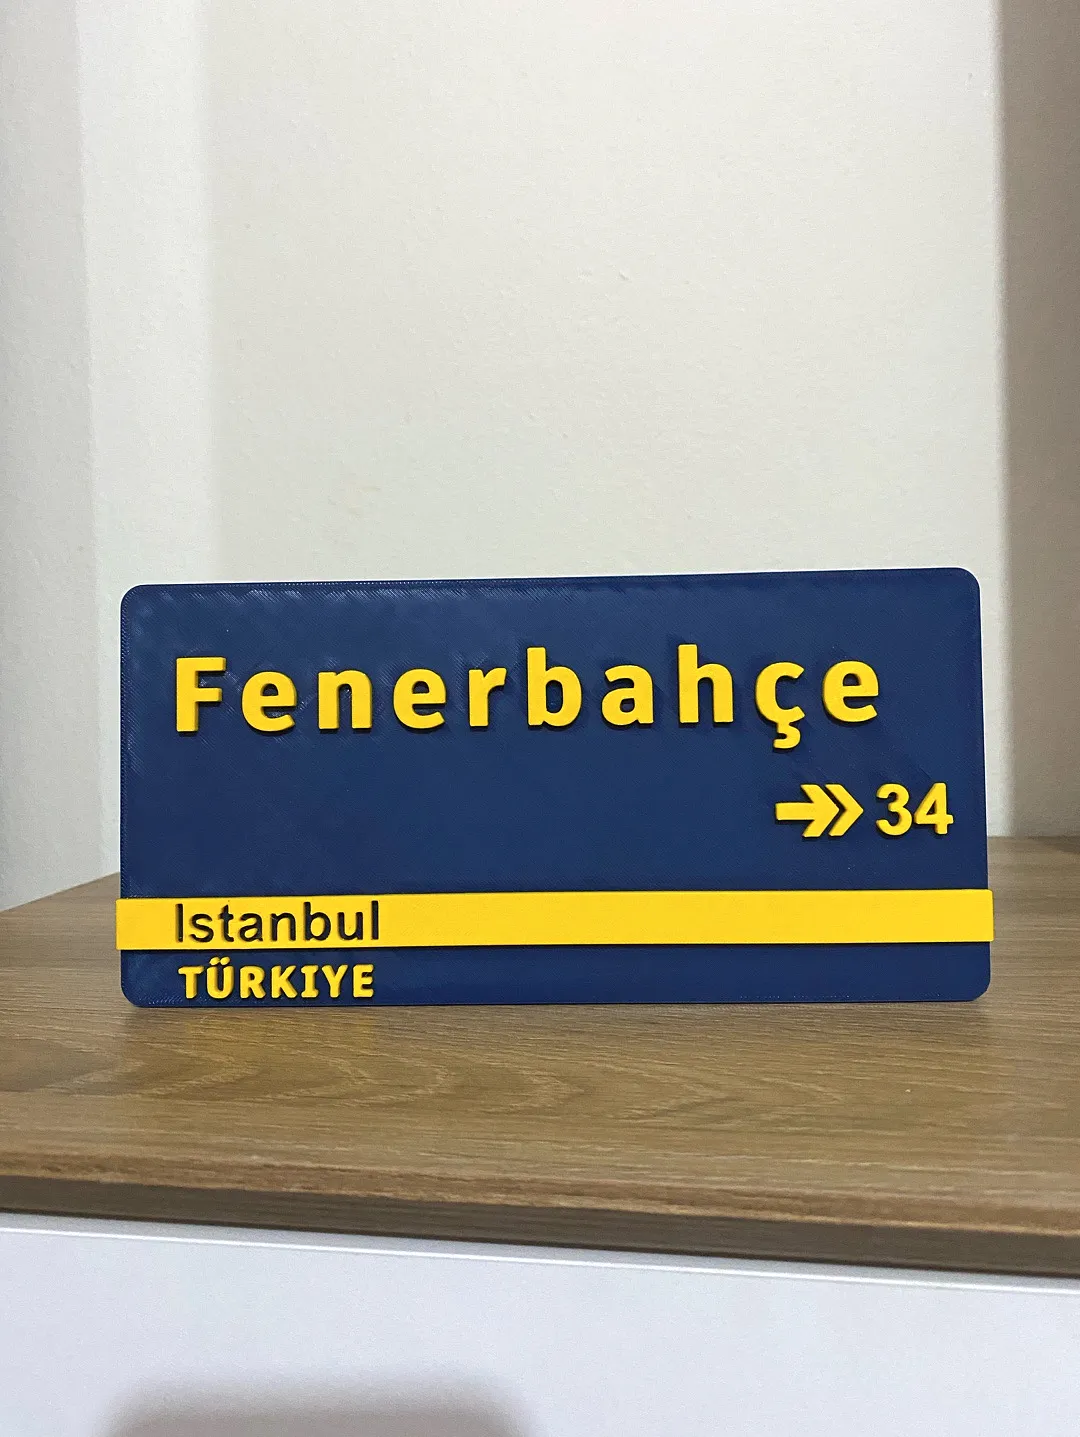 Fenerbahçe
34
Istanbul
TÜRKIYE